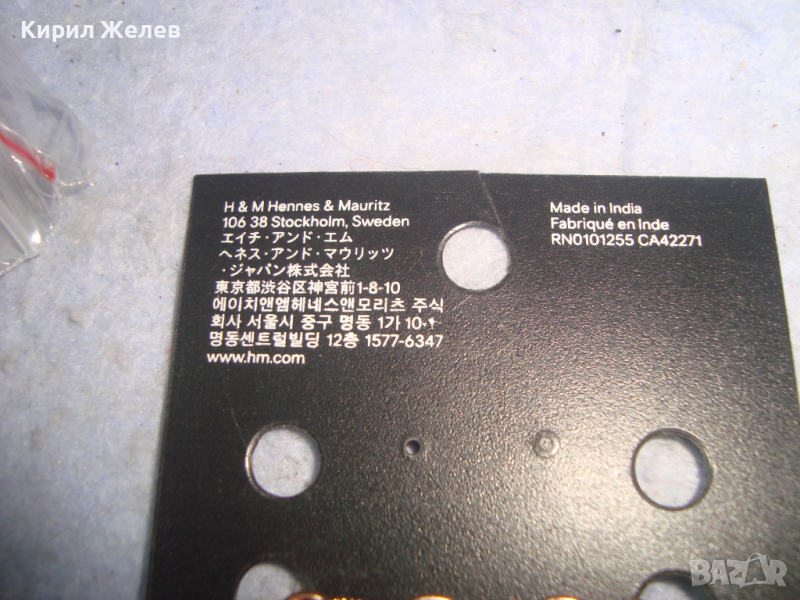 Кирил Желев
H & M Hennes & Mauritz
106 38 Stockholm, Sweden
エイチ・アンド・エム
ヘネス・アンド・マウリッツ
・ジャパン株式会社
東京都渋谷区神宮前1-8-10
에이치앤엠헤네스앤모리츠 주식
회사 서울시 중구 명동 1가 10-1
명동센트럴빌딩 12층 1577-6347
www.hm.com
Made in India
Fabriqué en Inde
RN0101255 CA42271
BAZAR